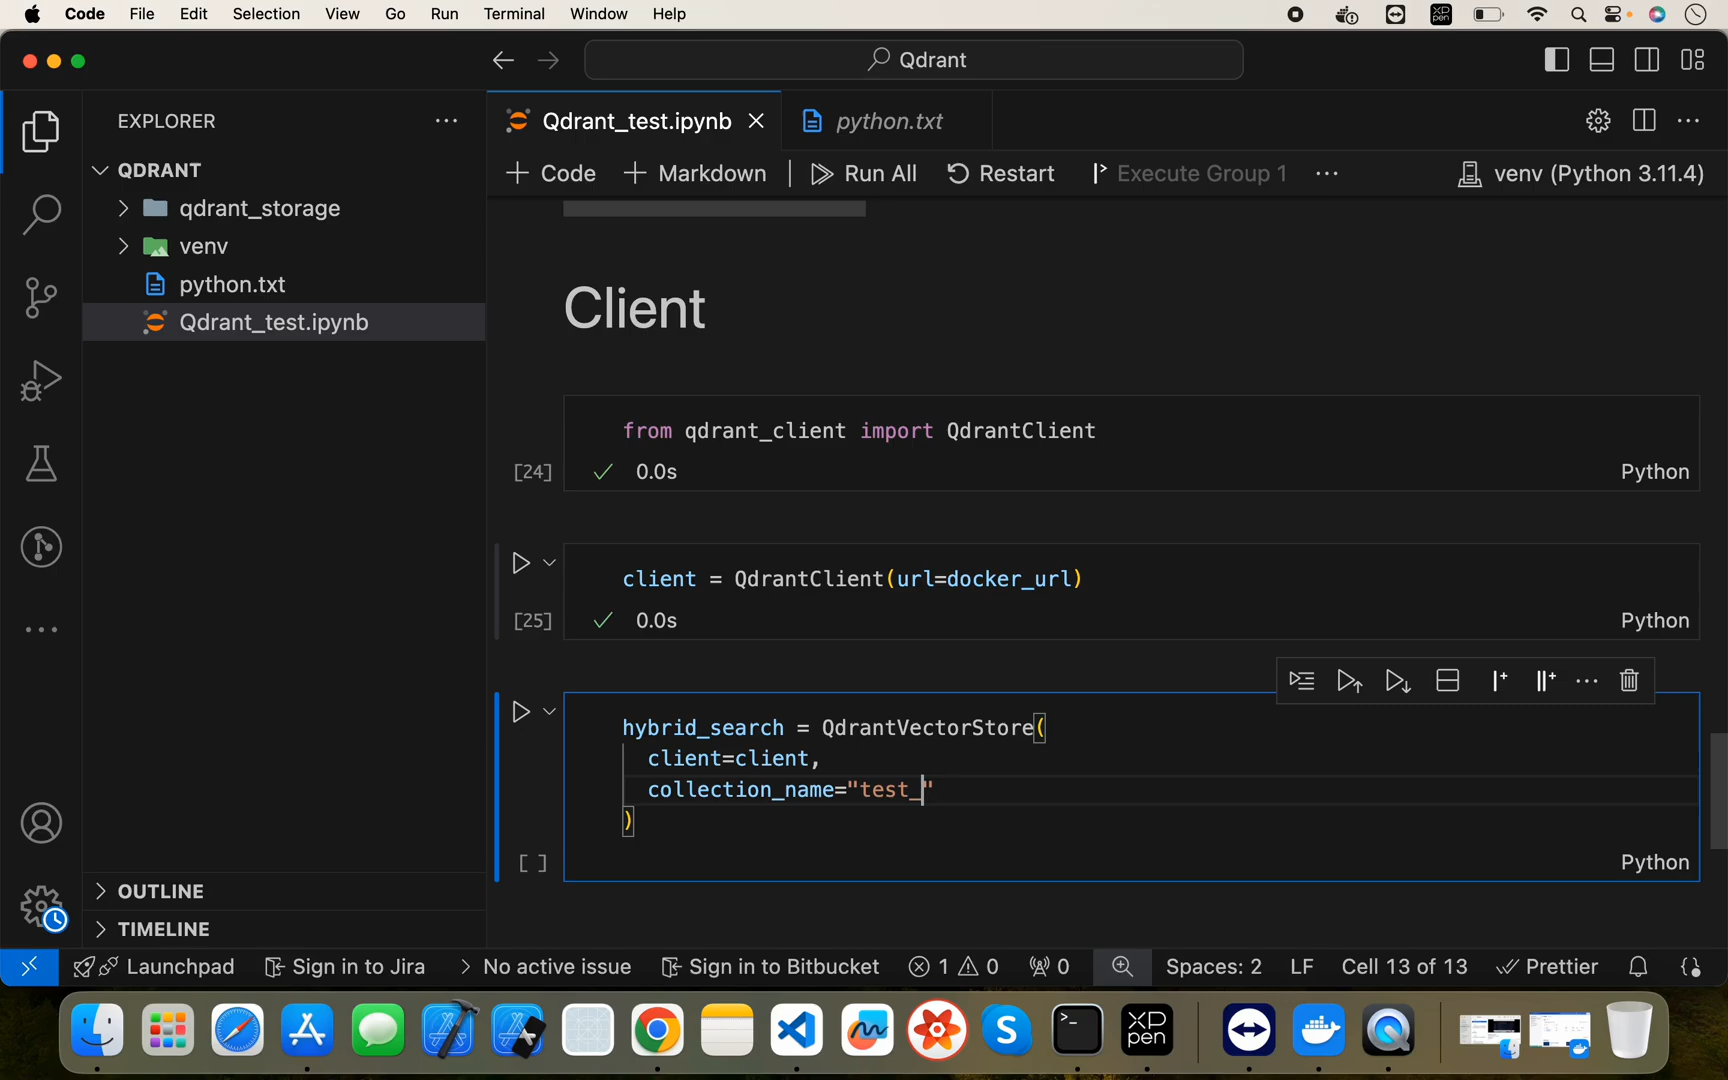 Code File Edit Selection View Go Run Terminal Window Help
XP PEN
Qdrant
EXPLORER
QDRANT
qdrant_storage
venv
python.txt
Qdrant_test.ipynb
OUTLINE
TIMELINE
Qdrant_test.ipynb
python.txt
+ Code + Markdown Run All Restart Execute Group 1 ...
venv (Python 3.11.4)
Client
from qdrant_client import QdrantClient
[24] 0.0s Python
client = QdrantClient(url=docker_url)
[25] 0.0s Python
hybrid_search = QdrantVectorStore(
client=client,
collection_name="test_"
)
[ ] Python
Launchpad Sign in to Jira No active issue Sign in to Bitbucket 1 0 0 Spaces: 2 LF Cell 13 of 13 Prettier
S
XP PEN